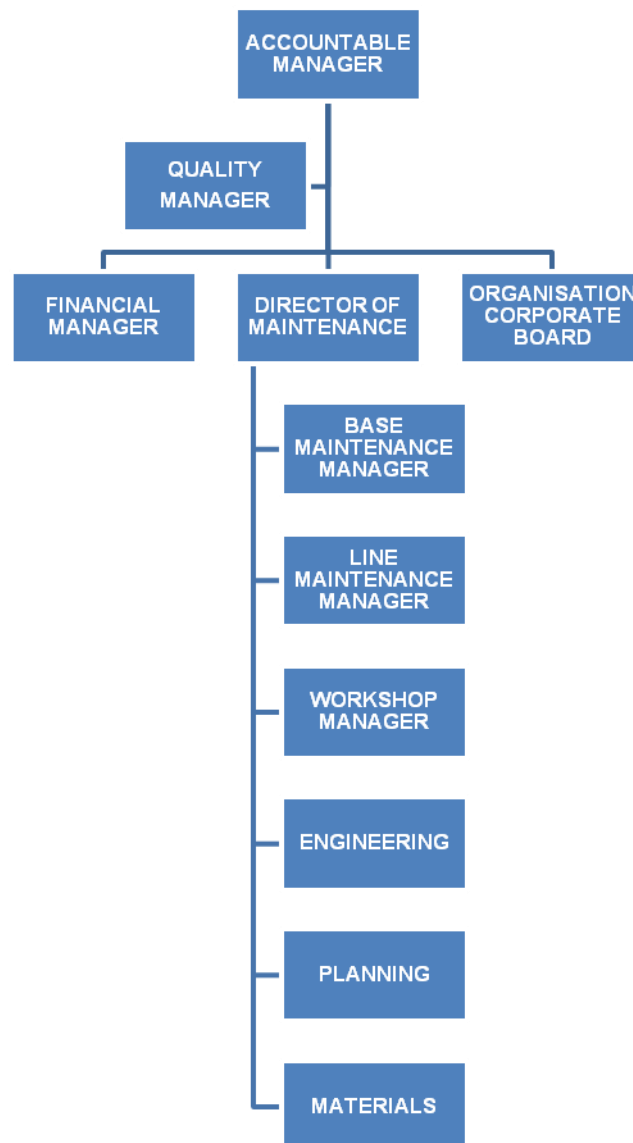 ACCOUNTABLE
MANAGER
QUALITY
MANAGER
FINANCIAL
MANAGER
DIRECTOR OF
MAINTENANCE
ORGANISATION
CORPORATE
BOARD
BASE
MAINTENANCE
MANAGER
LINE
MAINTENANCE
MANAGER
WORKSHOP
MANAGER
ENGINEERING
PLANNING
MATERIALS